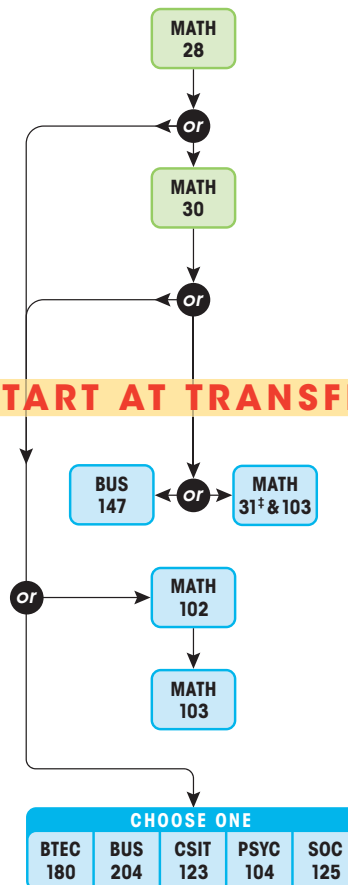 MATH
28
or
MATH
30
or
TART AT TRANSF
BUS
147
or
MATH
31‡ & 103
or
MATH
102
MATH
103
CHOOSE ONE
BTEC
180
BUS
204
CSIT
123
PSYC
104
SOC
125